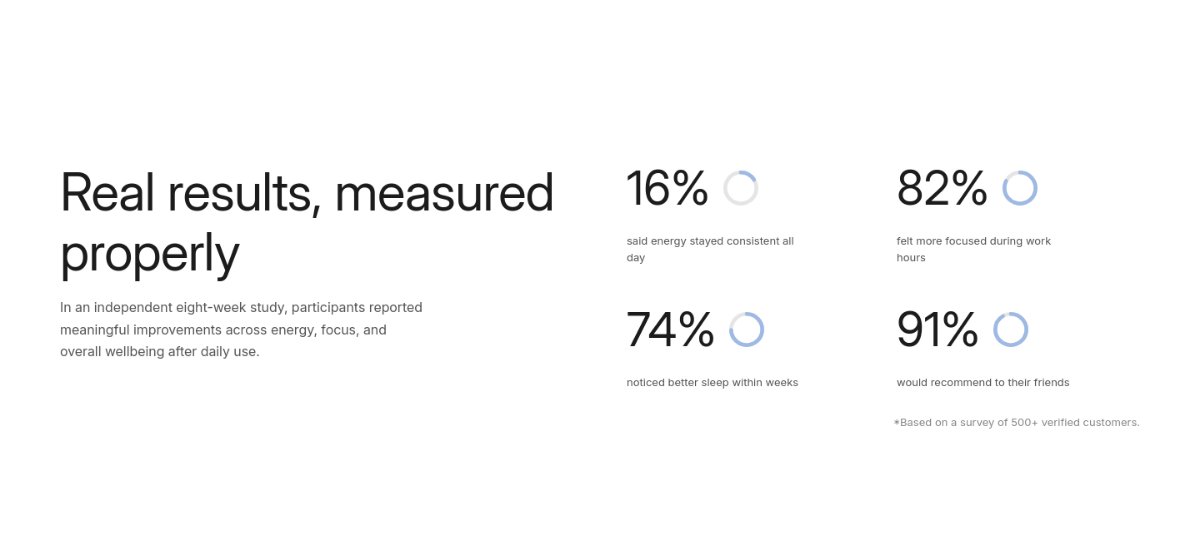 Real results, measured
properly
In an independent eight-week study, participants reported
meaningful improvements across energy, focus, and
overall wellbeing after daily use.
16%
said energy stayed consistent all
day
82%
felt more focused during work
hours
74%
noticed better sleep within weeks
91%
would recommend to their friends
*Based on a survey of 500+ verified customers.